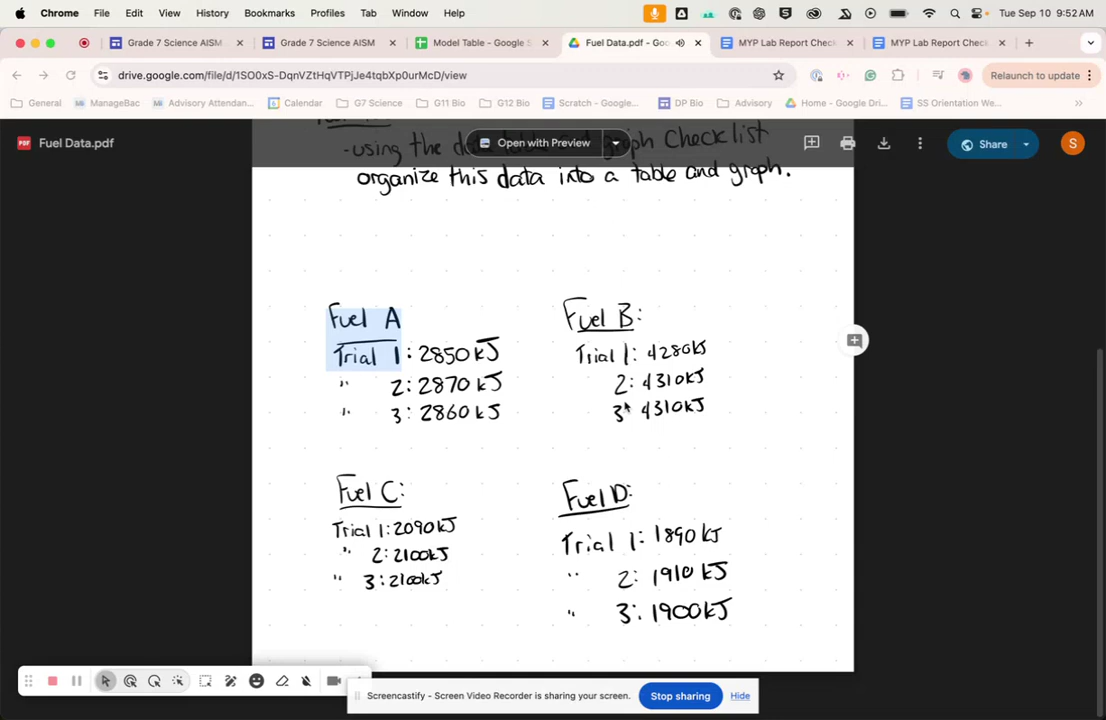 Chrome File Edit View History Bookmarks Profiles Tab Window Help Tue Sep 10 9:52 AM
Grade 7 Science AISM Grade 7 Science AISM Model Table - Google S Fuel Data.pdf - Goo MYP Lab Report Check MYP Lab Report Check
drive.google.com/file/d/1SO0xS-DqnVZtHqVTPjJe4tqbXp0urMcD/view Relaunch to update
General ManageBac Advisory Attendan... Calendar G7 Science G11 Bio G12 Bio Scratch - Google... DP Bio Advisory Home - Google Dri... SS Orientation We...
PDF Fuel Data.pdf Open with Preview Share S
-using the data table and graph Checklist
organize this data into a table and graph.
Fuel A
Trial 1: 2850 kJ
" 2: 2870 kJ
" 3: 2860 kJ
Fuel B:
Trial 1: 4280kJ
2: 4310kJ
3: 4310kJ
Fuel C:
Trial 1: 2090kJ
" 2: 2100kJ
" 3: 2100kJ
Fuel D:
Trial 1: 1890 kJ
" 2: 1910 kJ
" 3: 1900kJ
Screencastify - Screen Video Recorder is sharing your screen. Stop sharing Hide